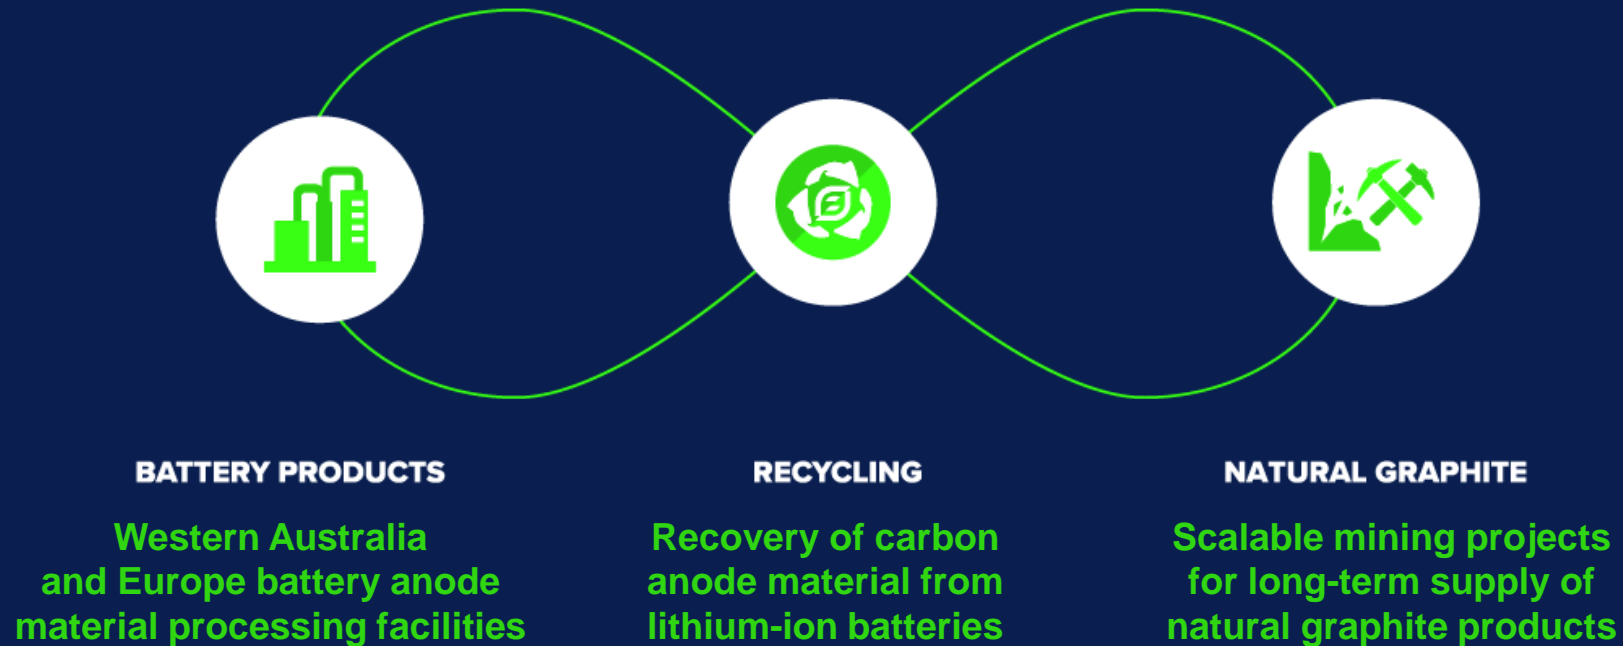 BATTERY PRODUCTS
Western Australia
and Europe battery anode
material processing facilities
RECYCLING
Recovery of carbon
anode material from
lithium-ion batteries
NATURAL GRAPHITE
Scalable mining projects
for long-term supply of
natural graphite products